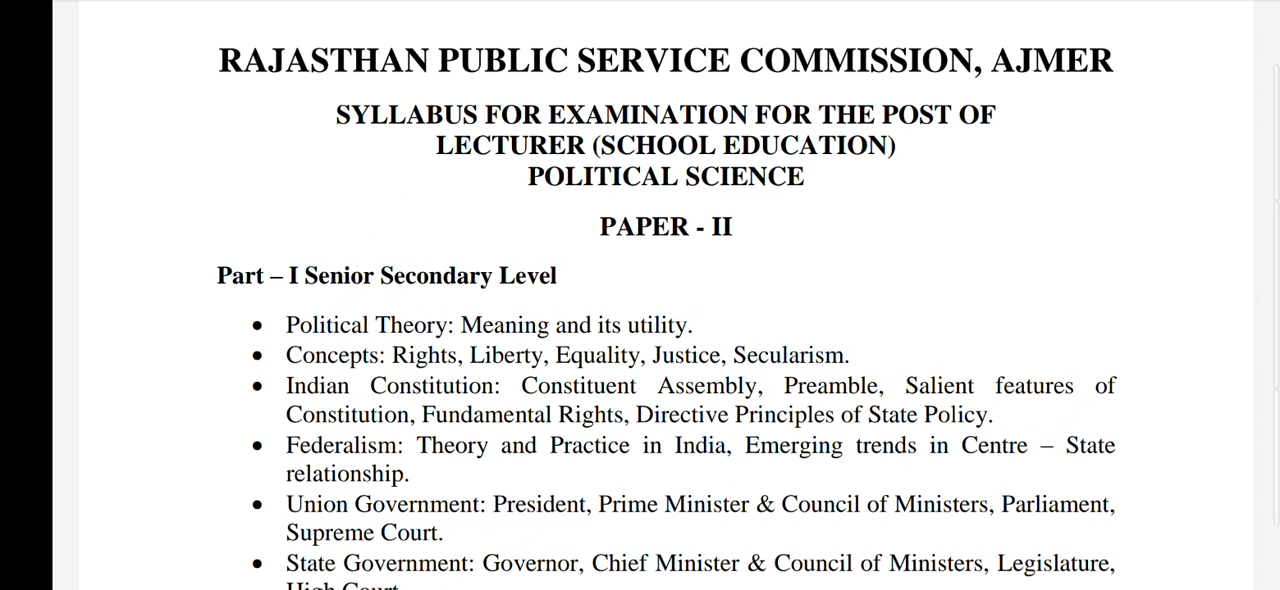 RAJASTHAN PUBLIC SERVICE COMMISSION, AJMER
SYLLABUS FOR EXAMINATION FOR THE POST OF
LECTURER (SCHOOL EDUCATION)
POLITICAL SCIENCE
PAPER - II
Part – I Senior Secondary Level
• Political Theory: Meaning and its utility.
• Concepts: Rights, Liberty, Equality, Justice, Secularism.
• Indian Constitution: Constituent Assembly, Preamble, Salient features of
Constitution, Fundamental Rights, Directive Principles of State Policy.
• Federalism: Theory and Practice in India, Emerging trends in Centre – State
relationship.
• Union Government: President, Prime Minister & Council of Ministers, Parliament,
Supreme Court.
• State Government: Governor, Chief Minister & Council of Ministers, Legislature,
High Court